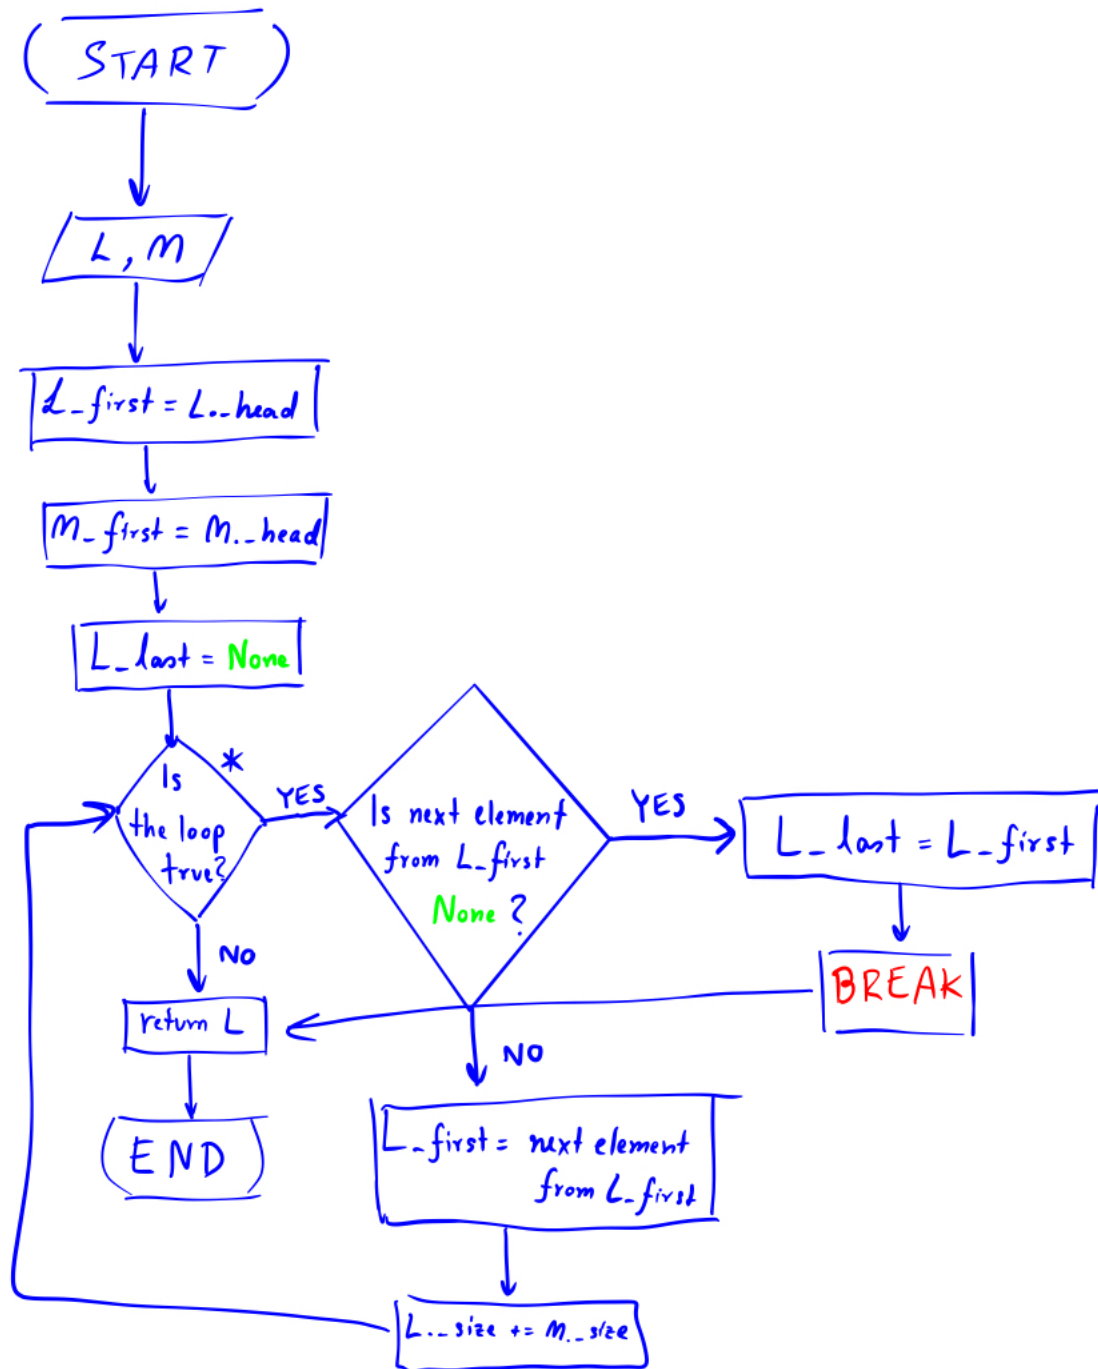 START
L, M
L_first = L._head
M_first = M._head
L_last = None
*
Is
the loop
true?
YES
Is next element
from L_first
None ?
YES
L_last = L_first
NO
BREAK
return L
NO
END
L_first = next element
from L_first
L._size += M._size